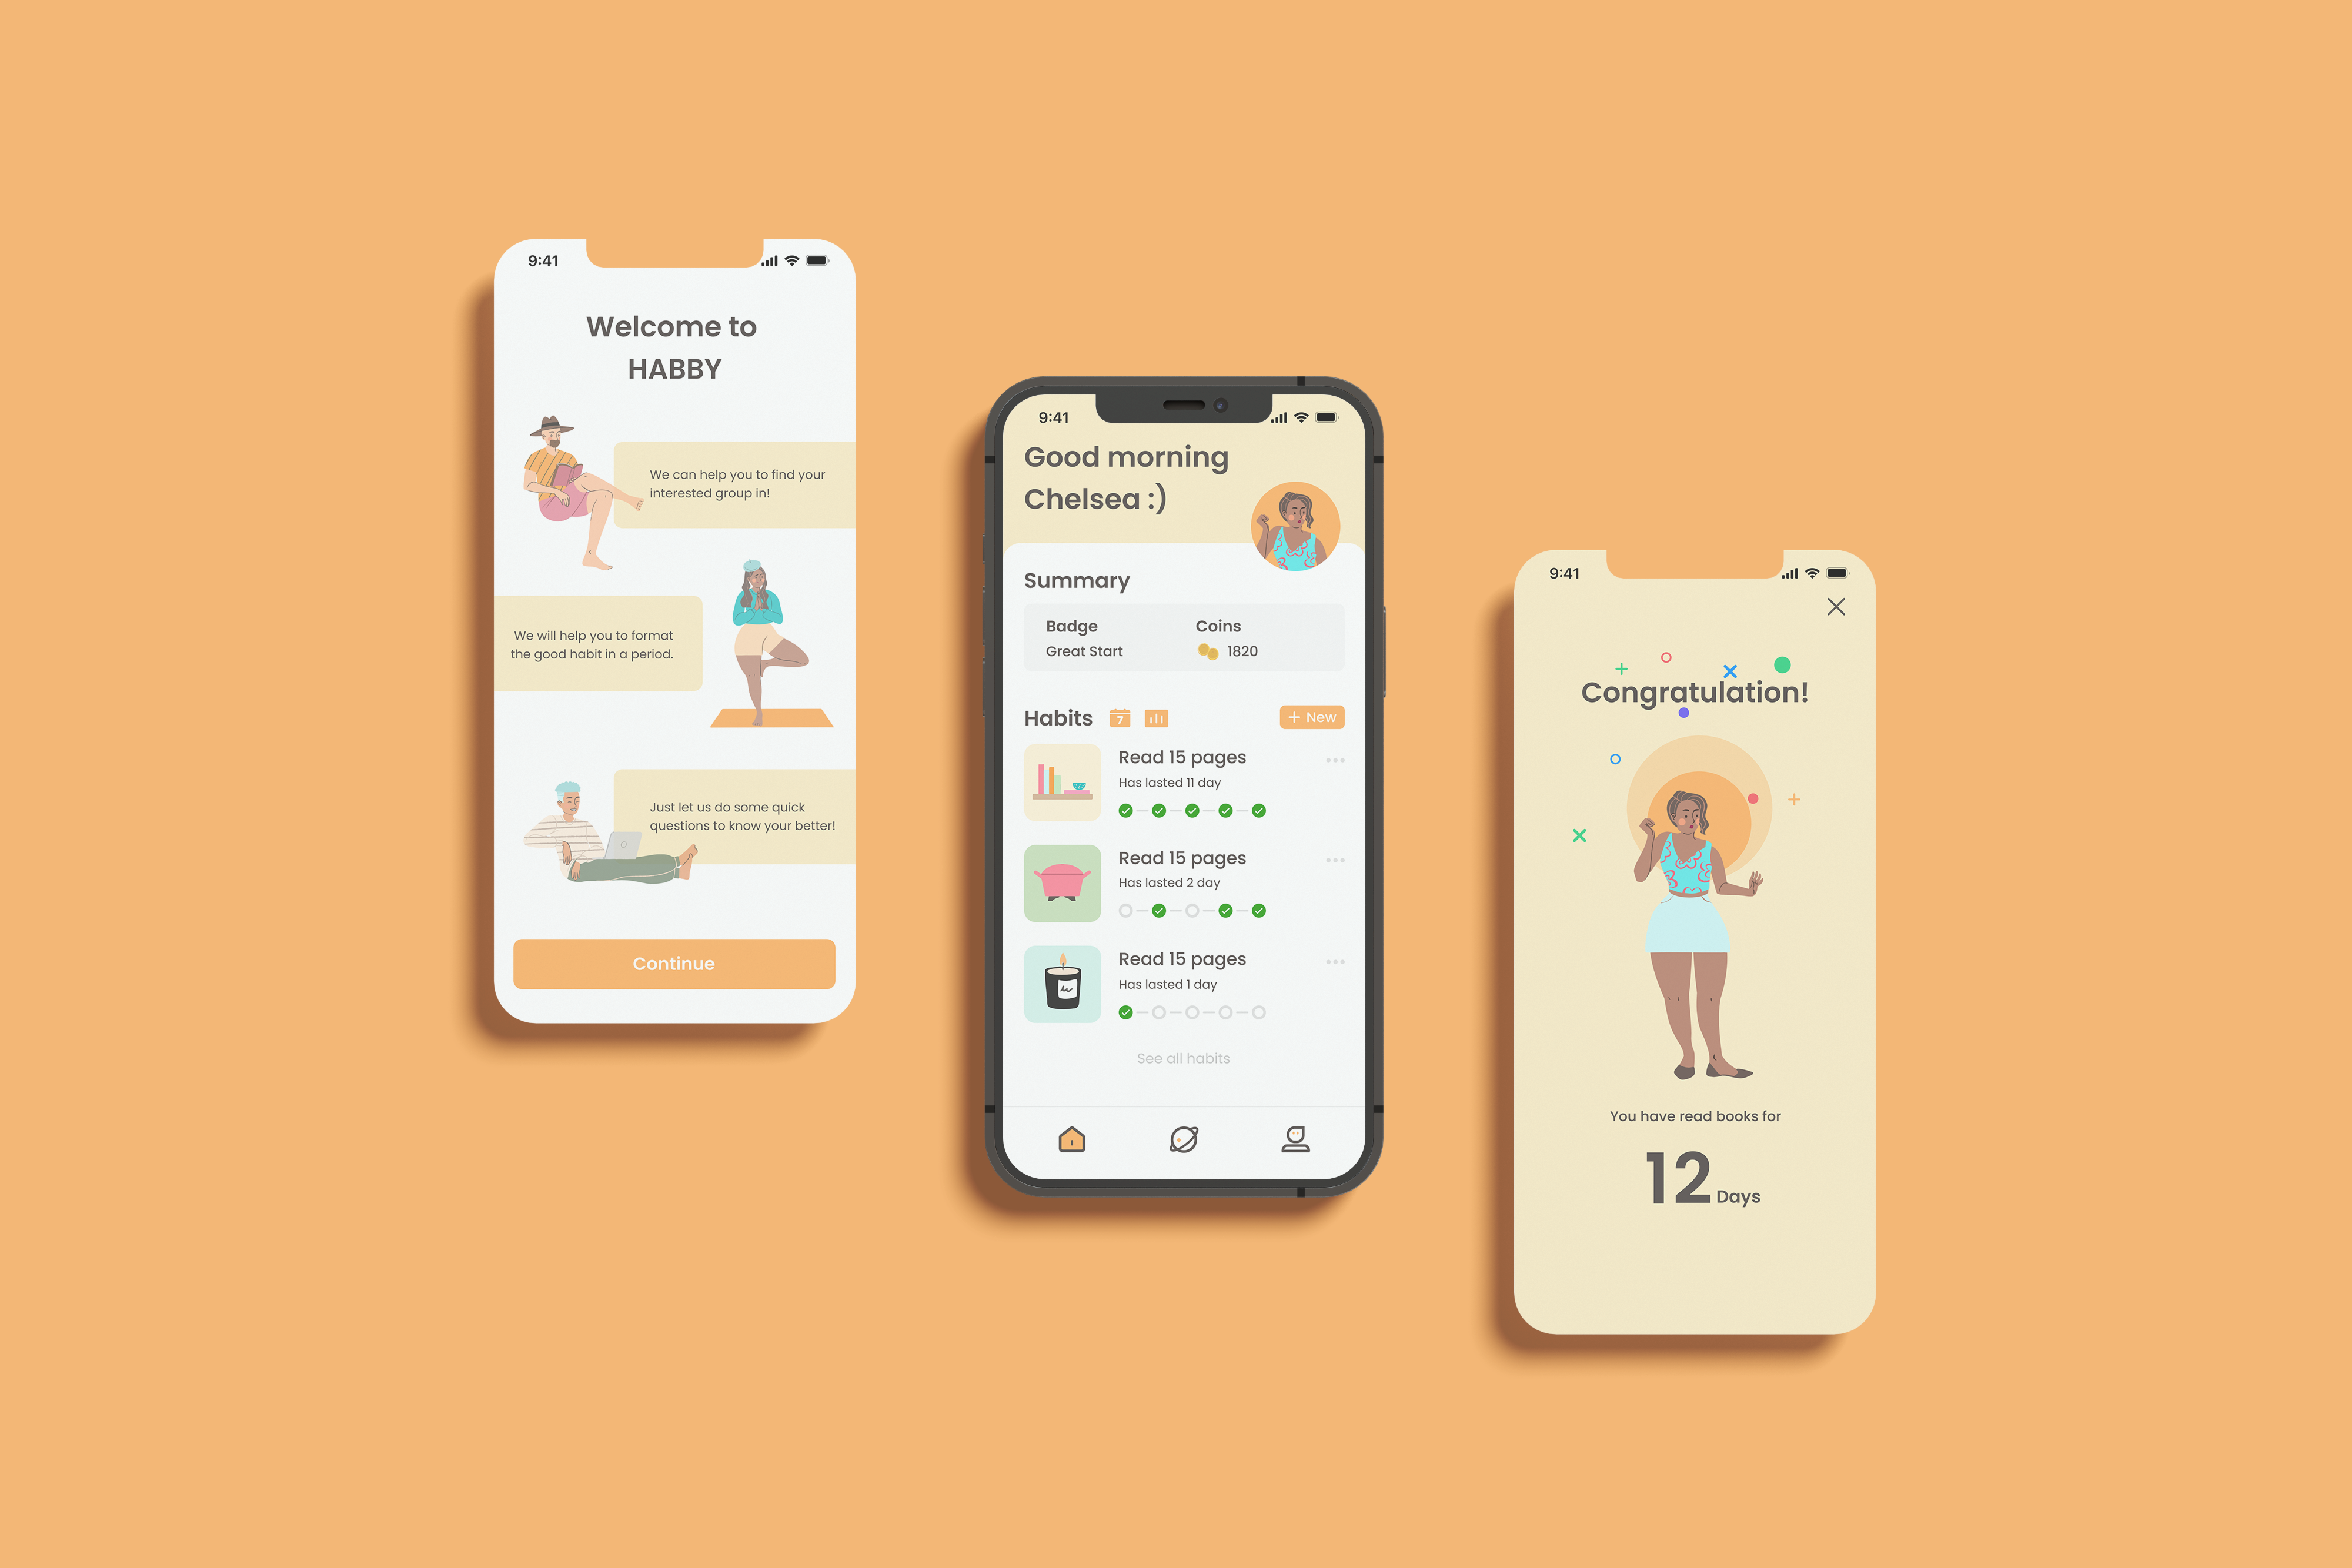 9:41
Welcome to
HABBY
We can help you to find your
interested group in!
We will help you to format
the good habit in a period.
Just let us do some quick
questions to know your better!
Continue
9:41
Good morning
Chelsea :)
Summary
Badge
Coins
Great Start
1820
Habits
7
+ New
Read 15 pages
Has lasted 11 day
Read 15 pages
Has lasted 2 day
Read 15 pages
Has lasted 1 day
See all habits
9:41
Congratulation!
You have read books for
12 Days